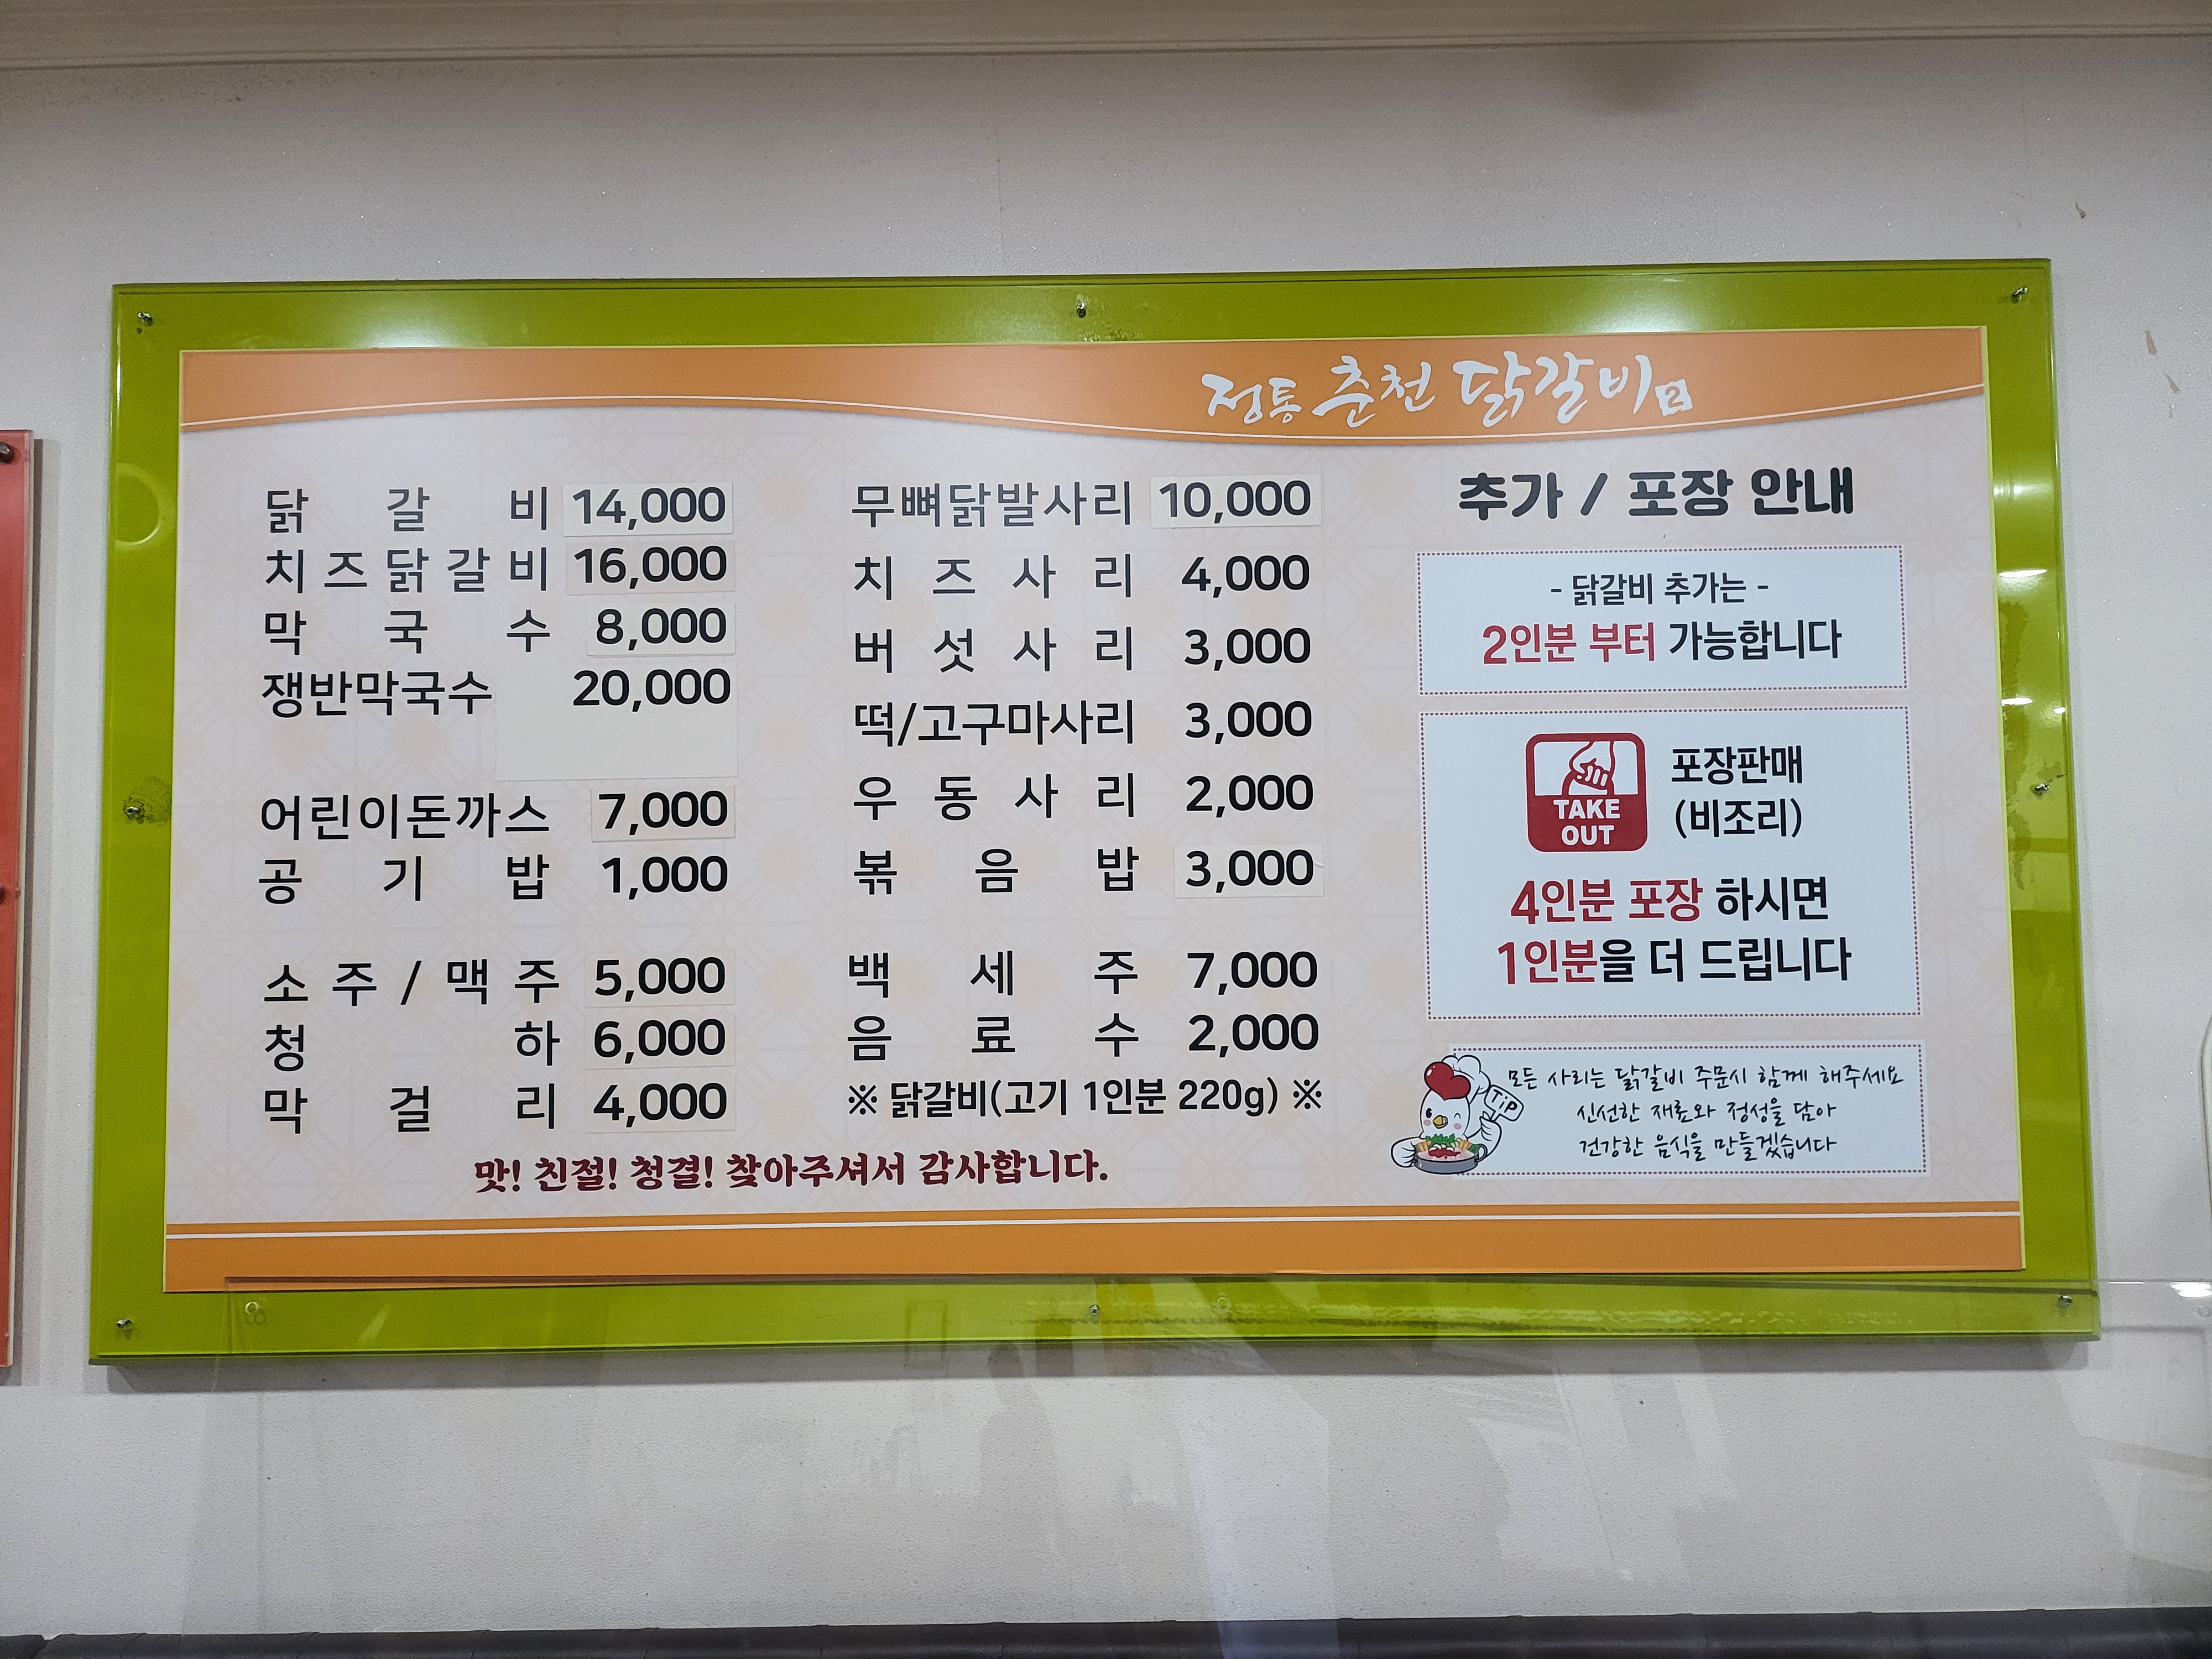 정통 춘천 닭갈비 2
닭갈비 14,000
치즈닭갈비 16,000
막국수 8,000
쟁반막국수 20,000
어린이돈까스 7,000
공기밥 1,000
소주/맥주 5,000
청하 6,000
막걸리 4,000
무뼈닭발사리 10,000
치즈사리 4,000
버섯사리 3,000
떡/고구마사리 3,000
우동사리 2,000
볶음밥 3,000
백세주 7,000
음료수 2,000
※ 닭갈비(고기 1인분 220g) ※
맛! 친절! 청결! 찾아주셔서 감사합니다.
추가 / 포장 안내
- 닭갈비 추가는 -
2인분 부터 가능합니다
TAKE
OUT
포장판매
(비조리)
4인분 포장 하시면
1인분을 더 드립니다
TIP
모든 사리는 닭갈비 주문시 함께 해주세요
신선한 재료와 정성을 담아
건강한 음식을 만들겠습니다